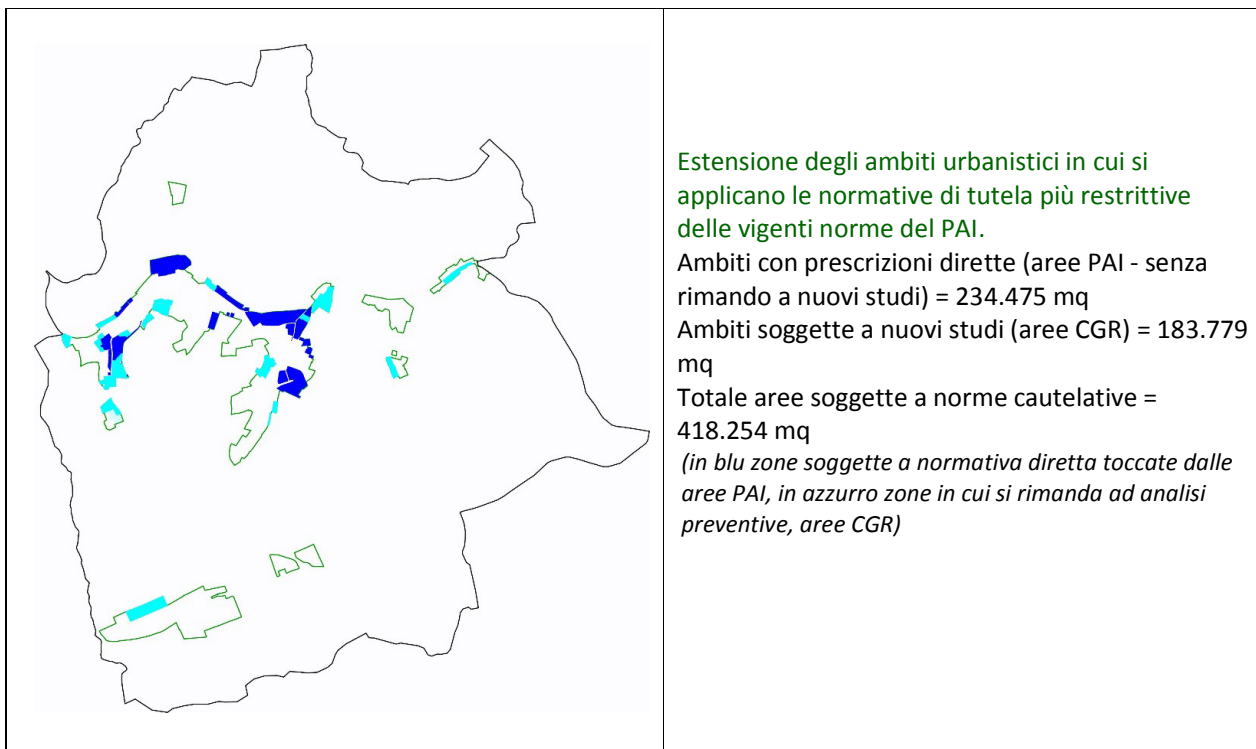 Estensione degli ambiti urbanistici in cui si
applicano le normative di tutela più restrittive
delle vigenti norme del PAI.
Ambiti con prescrizioni dirette (aree PAI - senza
rimando a nuovi studi) = 234.475 mq
Ambiti soggette a nuovi studi (aree CGR) = 183.779
mq
Totale aree soggette a norme cautelative =
418.254 mq
(in blu zone soggette a normativa diretta toccate dalle
aree PAI, in azzurro zone in cui si rimanda ad analisi
preventive, aree CGR)